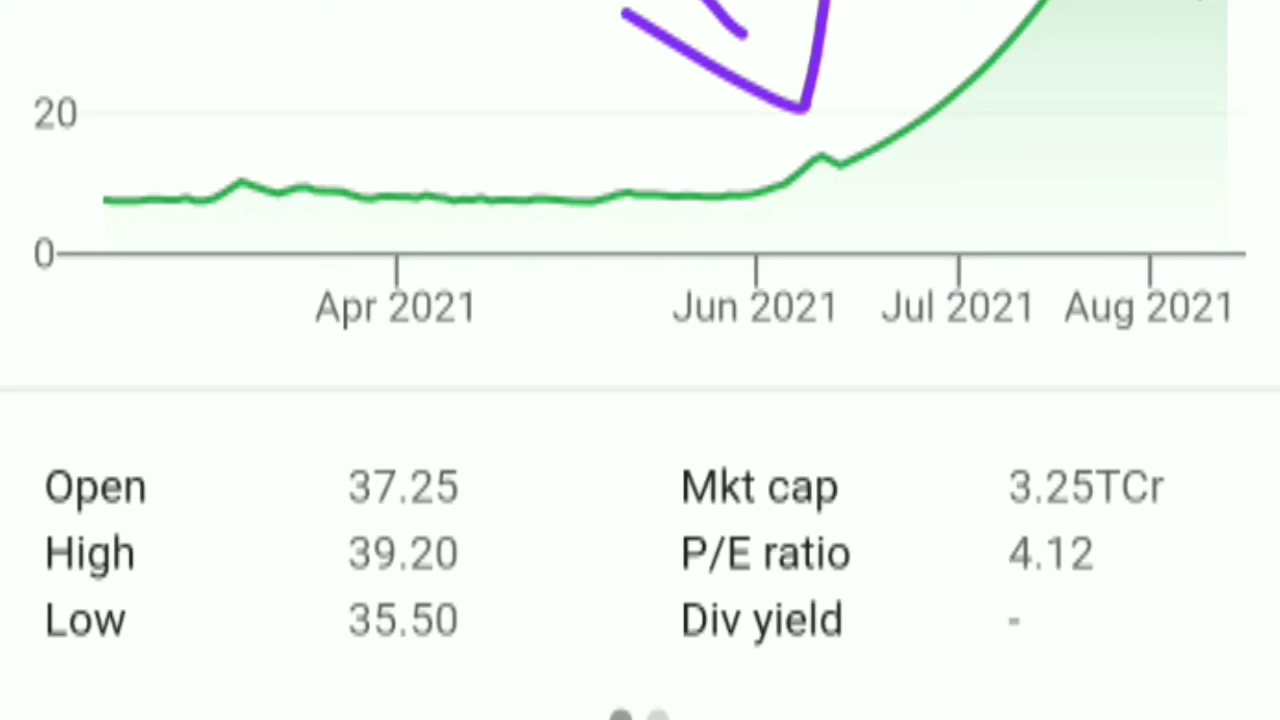 20
0
Apr 2021 Jun 2021 Jul 2021 Aug 2021
Open 37.25 Mkt cap 3.25TCr
High 39.20 P/E ratio 4.12
Low 35.50 Div yield -